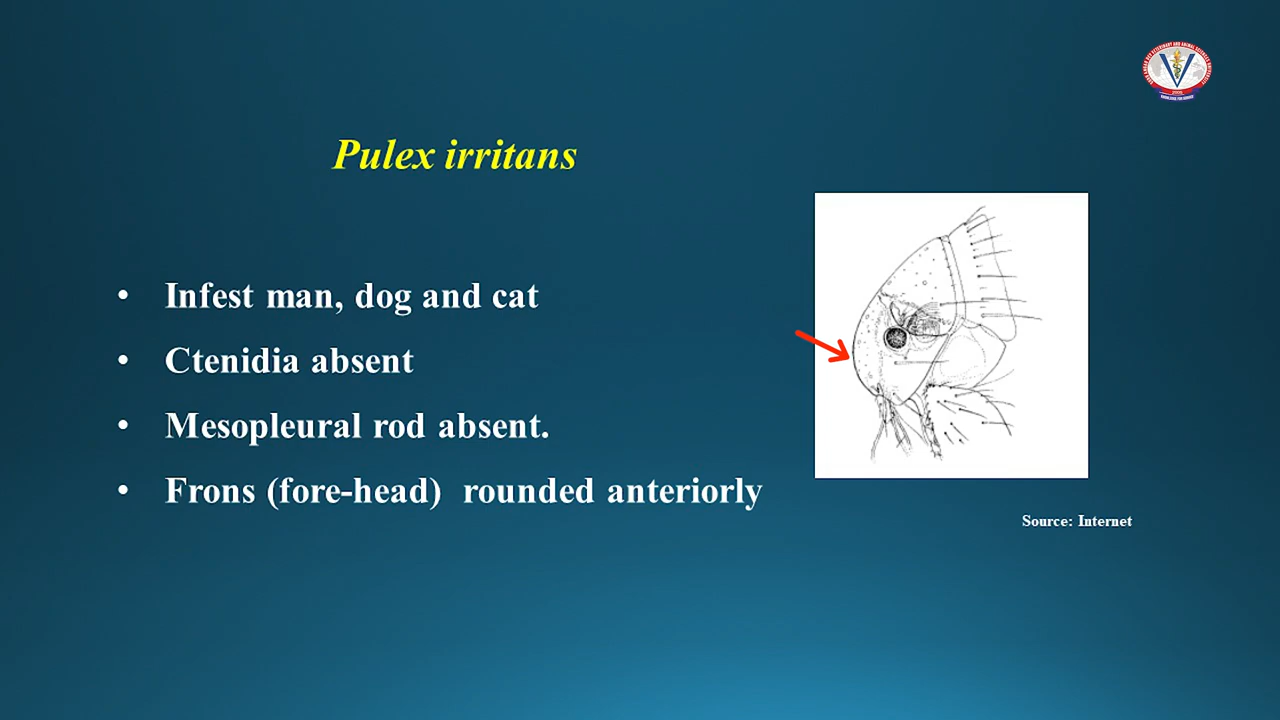 Pulex irritans
• Infest man, dog and cat
• Ctenidia absent
• Mesopleural rod absent.
• Frons (fore-head) rounded anteriorly
Source: Internet